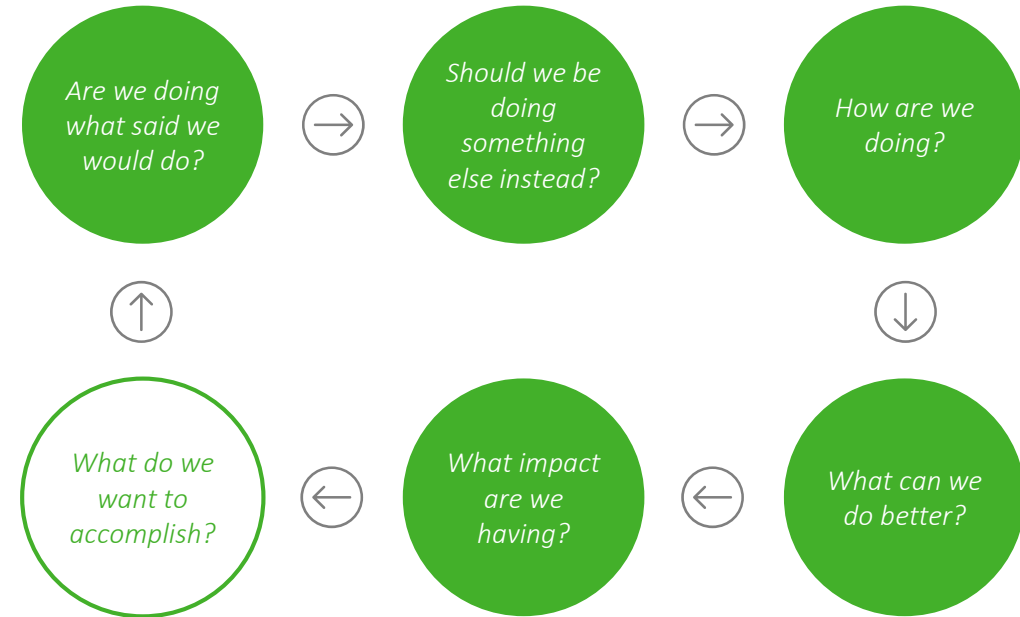 Are we doing
what said we
would do?
Should we be
doing
something
else instead?
How are we
doing?
What do we
want to
accomplish?
What impact
are we
having?
What can we
do better?